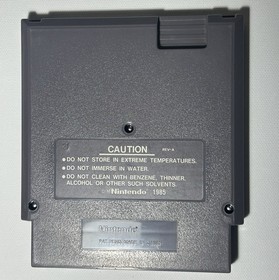 CAUTION REV-A
• DO NOT STORE IN EXTREME TEMPERATURES.
• DO NOT IMMERSE IN WATER.
• DO NOT CLEAN WITH BENZENE, THINNER,
ALCOHOL OR OTHER SUCH SOLVENTS.
© Nintendo 1985
Nintendo